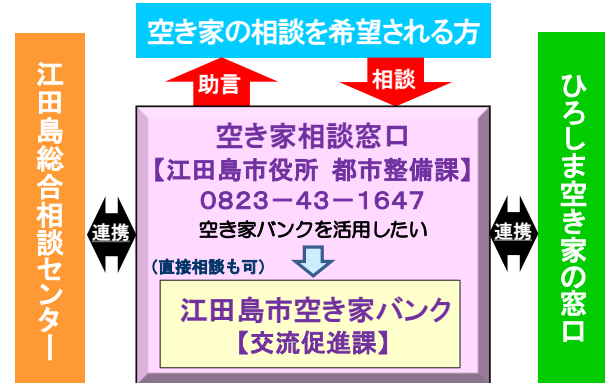 空き家の相談を希望される方
助言
相談
江田島総合相談センター
連携
空き家相談窓口
【江田島市役所 都市整備課】
0823-43-1647
空き家バンクを活用したい
(直接相談も可)
江田島市空き家バンク
【交流促進課】
連携
ひろしま空き家の窓口